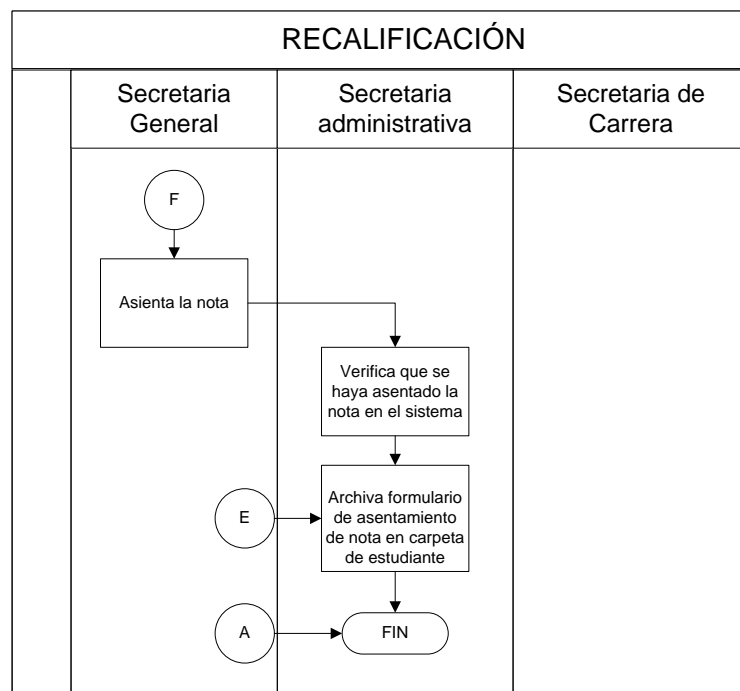 RECALIFICACIÓN
Secretaria
General
Secretaria
administrativa
Secretaria de
Carrera
F
Asienta la nota
Verifica que se
haya asentado la
nota en el sistema
E
Archiva formulario
de asentamiento
de nota en carpeta
de estudiante
A
FIN